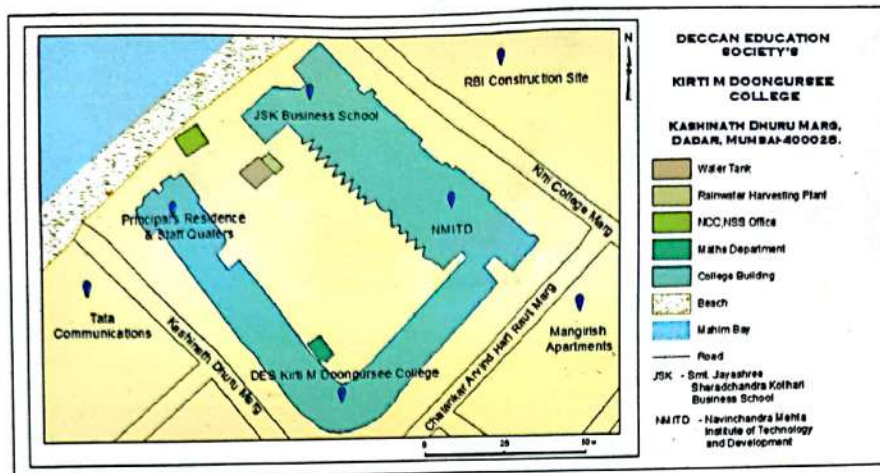 N
RBI Construction Site
JSK Business School
Kirti College Marg
Principal's Residence
& Staff Quaters
NMITD
Tata
Communications
Kashinath Dhuru Marg
Mangirish
Apartments
DES Kirti M Doongursee College
Chatankar Arvind Hari Raut Marg
0 25 50 m
DECCAN EDUCATION
SOCIETY'S
KIRTI M DOONGURSEE
COLLEGE
KASHINATH DHURU MARG,
DADAR, MUMBAI-400028.
Water Tank
Rainwater Harvesting Plant
NCC,NSS Office
Maths Department
College Building
Beach
Mahim Bay
Road
JSK - Smt. Jayashree
Sharadchandra Kothari
Business School
NMITD - Navinchandra Mehta
Institute of Technology
and Development